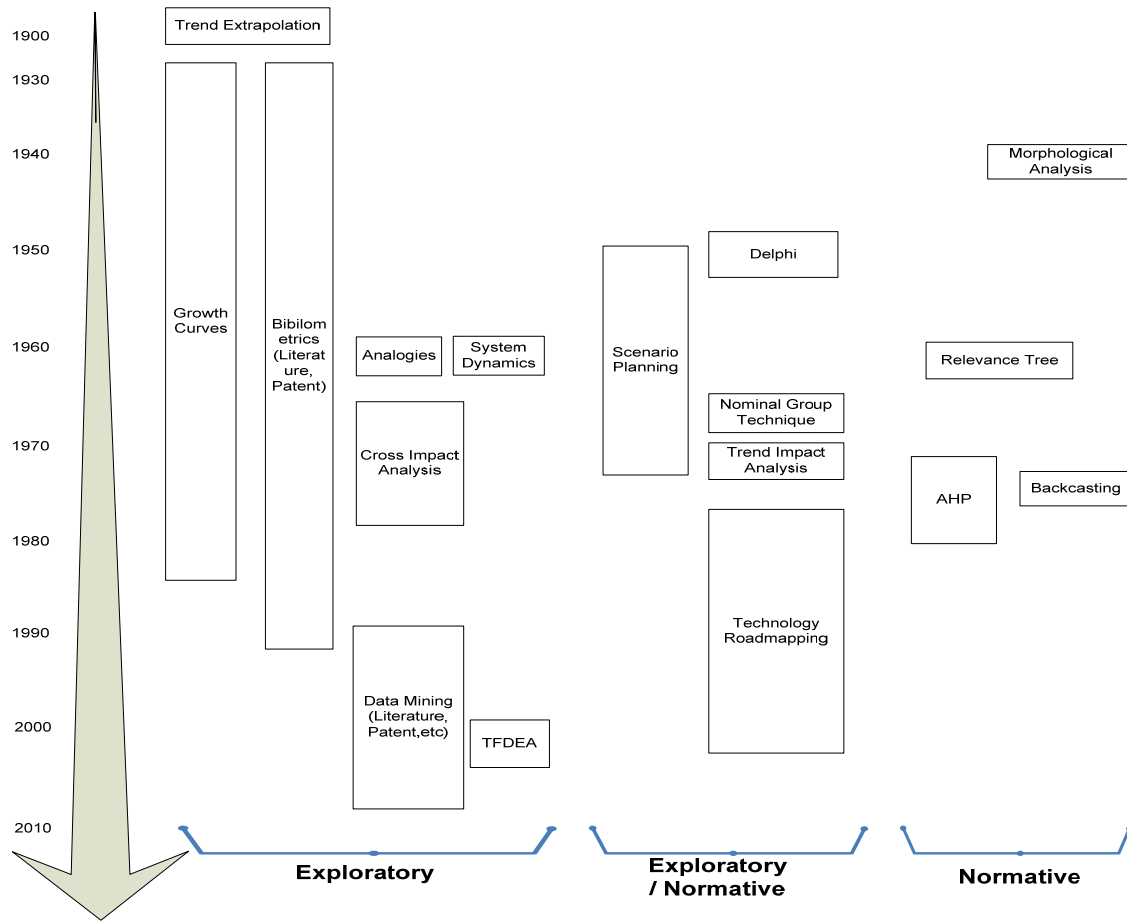 Trend Extrapolation
1900
1930
1940
Morphological
Analysis
1950
Delphi
Growth
Curves
Bibilom
etrics
(Literat
ure,
Patent)
1960
Analogies
System
Dynamics
Scenario
Planning
Relevance Tree
Nominal Group
Technique
1970
Cross Impact
Analysis
Trend Impact
Analysis
AHP
Backcasting
1980
1990
Technology
Roadmapping
Data Mining
(Literature,
Patent,etc)
2000
TFDEA
2010
Exploratory
Exploratory
/ Normative
Normative